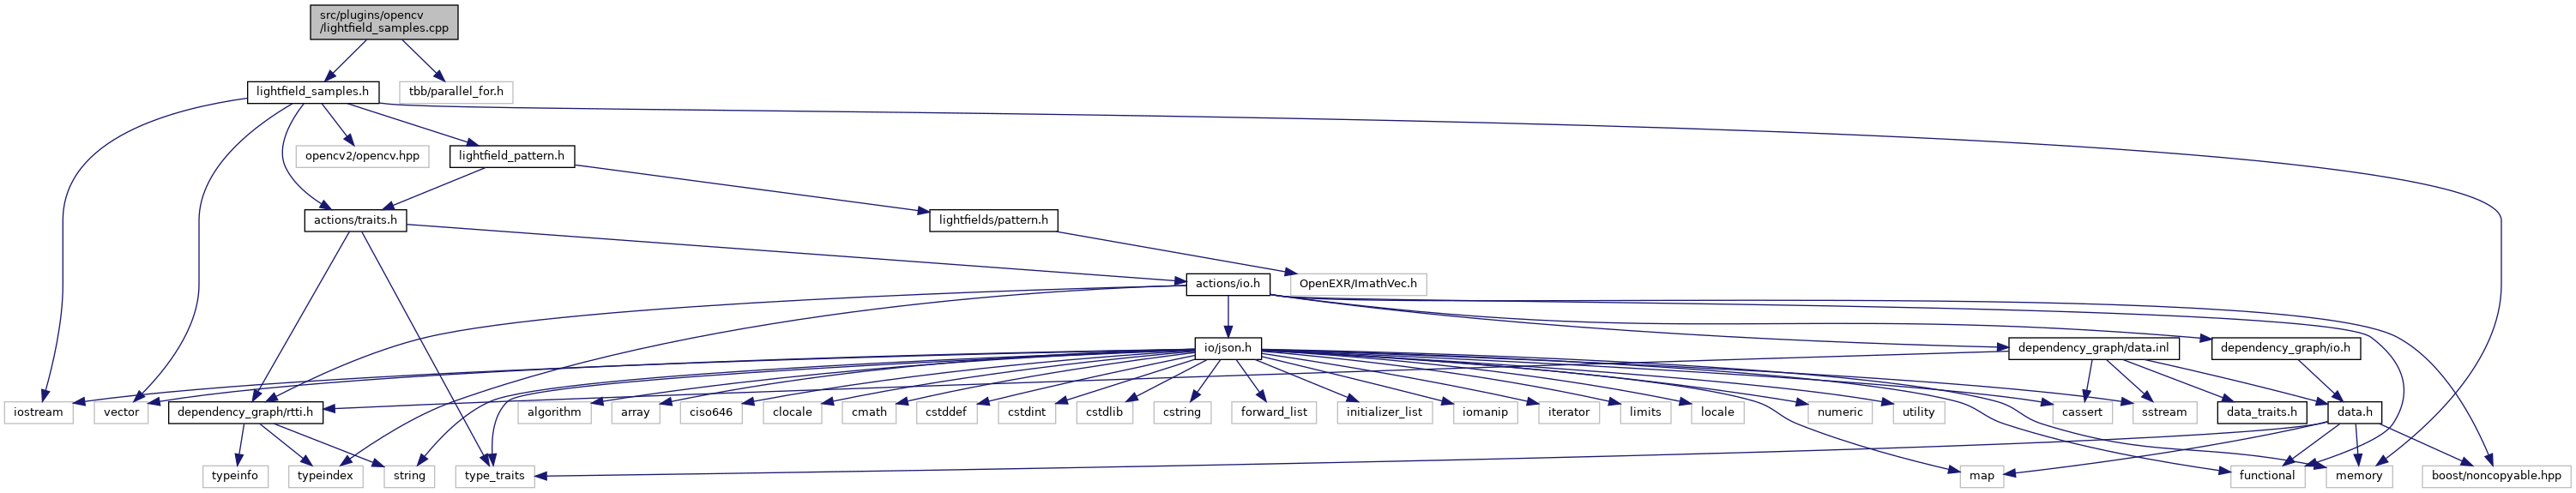 src/plugins/opencv
/lightfield_samples.cpp
lightfield_samples.h
tbb/parallel_for.h
opencv2/opencv.hpp
lightfield_pattern.h
actions/traits.h
lightfields/pattern.h
actions/io.h
OpenEXR/ImathVec.h
io/json.h
dependency_graph/data.inl
dependency_graph/io.h
iostream
vector
dependency_graph/rtti.h
algorithm
array
ciso646
clocale
cmath
cstddef
cstdint
cstdlib
cstring
forward_list
initializer_list
iomanip
iterator
limits
locale
numeric
utility
cassert
sstream
data_traits.h
data.h
typeinfo
typeindex
string
type_traits
map
functional
memory
boost/noncopyable.hpp